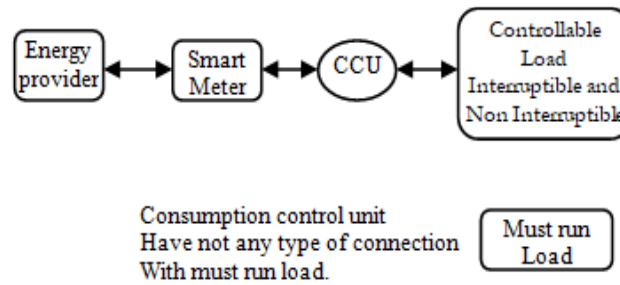 Energy
provider
Smart
Meter
CCU
Controllable
Load
Interruptible and
Non Interruptible
Consumption control unit
Have not any type of connection
With must run load.
Must run
Load